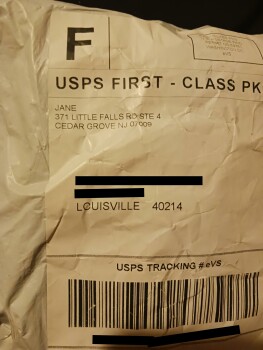 F
USPS FIRST - CLASS PK
JANE
371 LITTLE FALLS RD STE 4
CEDAR GROVE NJ 07009
LOUISVILLE 40214
USPS TRACKING # eVS